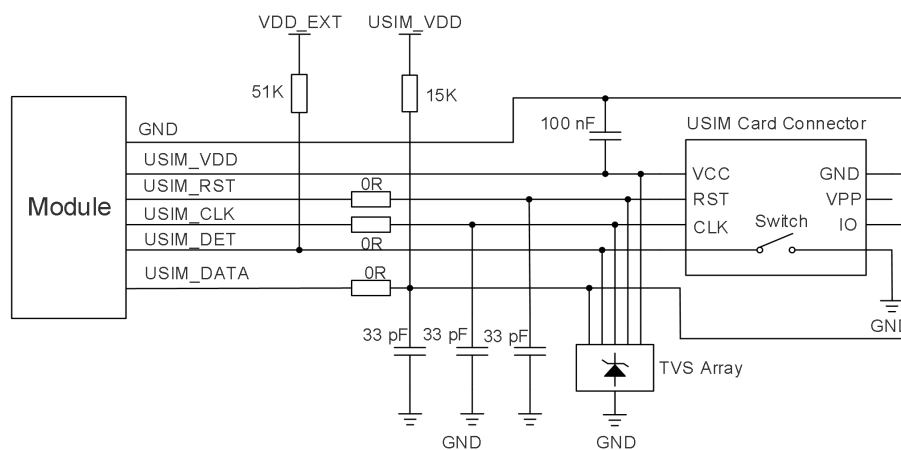 VDD_EXT
USIM_VDD
51K
15K
GND
100 nF
USIM Card Connector
USIM_VDD
VCC
GND
Module
USIM_RST
0R
RST
VPP
USIM_CLK
CLK
Switch
IO
USIM_DET
0R
USIM_DATA
0R
GND
33 pF
33 pF
33 pF
TVS Array
GND
GND